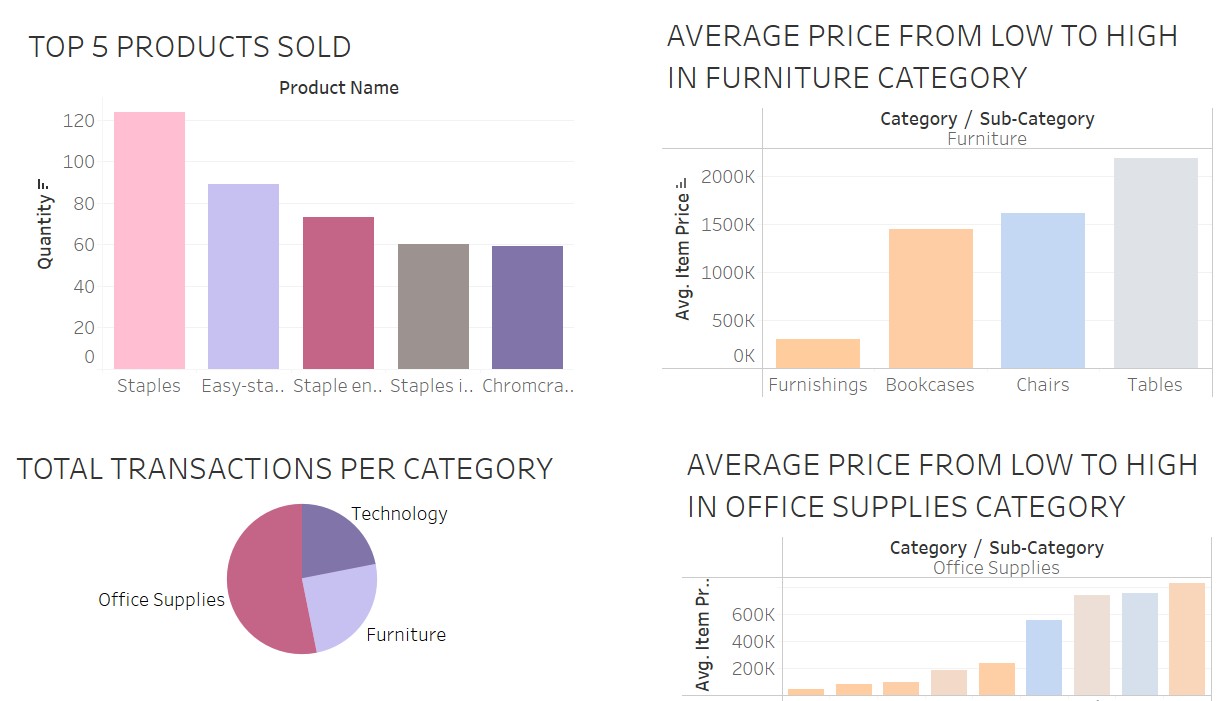 TOP 5 PRODUCTS SOLD
Product Name
Quantity
120
100
80
60
40
20
0
Staples Easy-sta.. Staple en.. Staples i.. Chromcra..
AVERAGE PRICE FROM LOW TO HIGH
IN FURNITURE CATEGORY
Category / Sub-Category
Furniture
Avg. Item Price
2000K
1500K
1000K
500K
0K
Furnishings Bookcases Chairs Tables
TOTAL TRANSACTIONS PER CATEGORY
Technology
Office Supplies
Furniture
AVERAGE PRICE FROM LOW TO HIGH
IN OFFICE SUPPLIES CATEGORY
Category / Sub-Category
Office Supplies
Avg. Item Pr..
600K
400K
200K